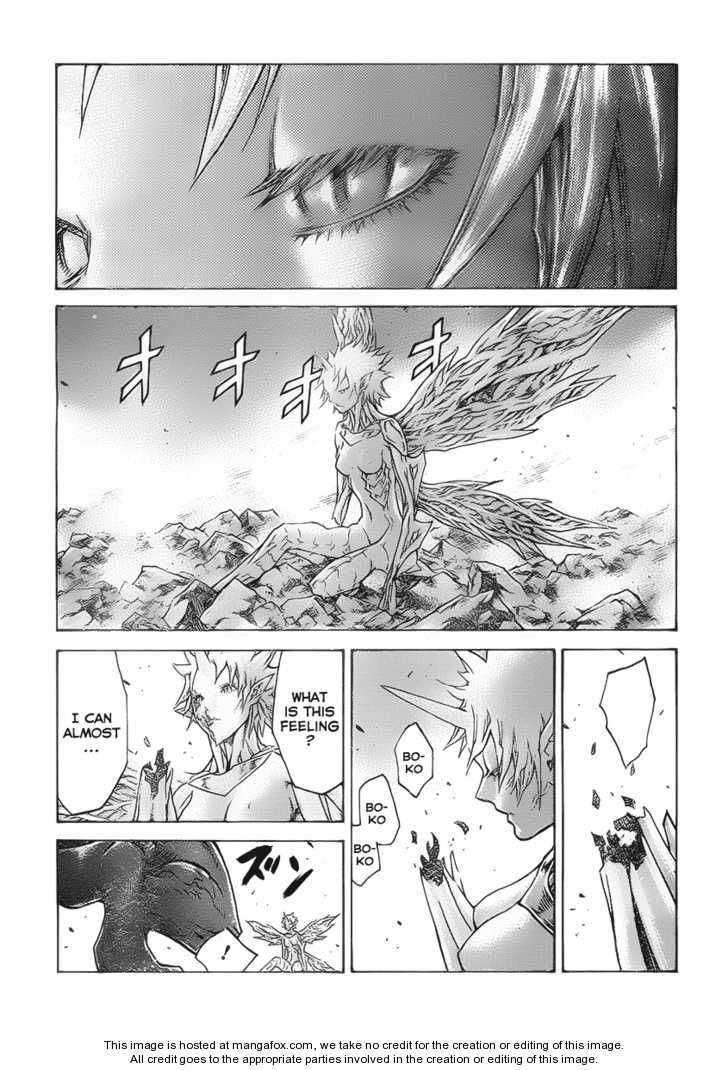 オオオオ
WHAT
IS THIS
FEELING
?
I CAN
ALMOST
...
BO-
KO
BO-
KO
BO-
KO
ズン
!
This image is hosted at mangafox.com, we take no credit for the creation or editing of this image.
All credit goes to the appropriate parties involved in the creation or editing of this image.